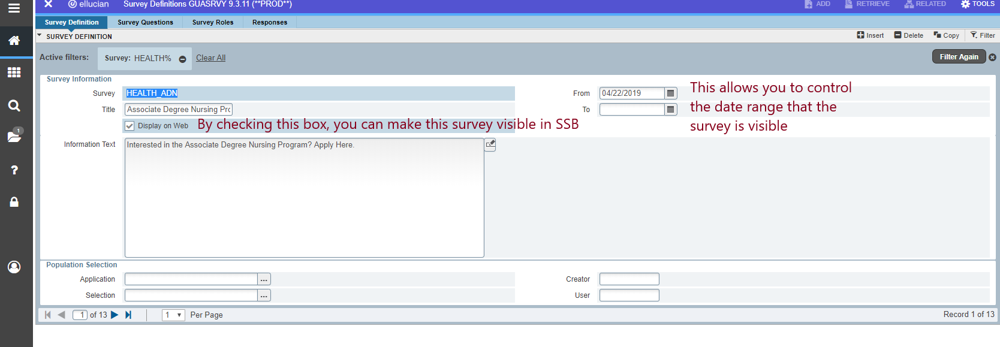 ellucian Survey Definitions GUASRVY 9.3.11 (**PROD**) ADD RETRIEVE RELATED TOOLS
Survey Definition Survey Questions Survey Roles Responses
SURVEY DEFINITION Insert Delete Copy Filter
Active filters: Survey: HEALTH% Clear All Filter Again
Survey Information
Survey HEALTH_ADN From 04/22/2019
Title Associate Degree Nursing Prc To
This allows you to control
the date range that the
survey is visible
Display on Web By checking this box, you can make this survey visible in SSB
Information Text Interested in the Associate Degree Nursing Program? Apply Here.
1
?
Population Selection
Application ... Creator
Selection ... User
1 of 13 1 Per Page Record 1 of 13